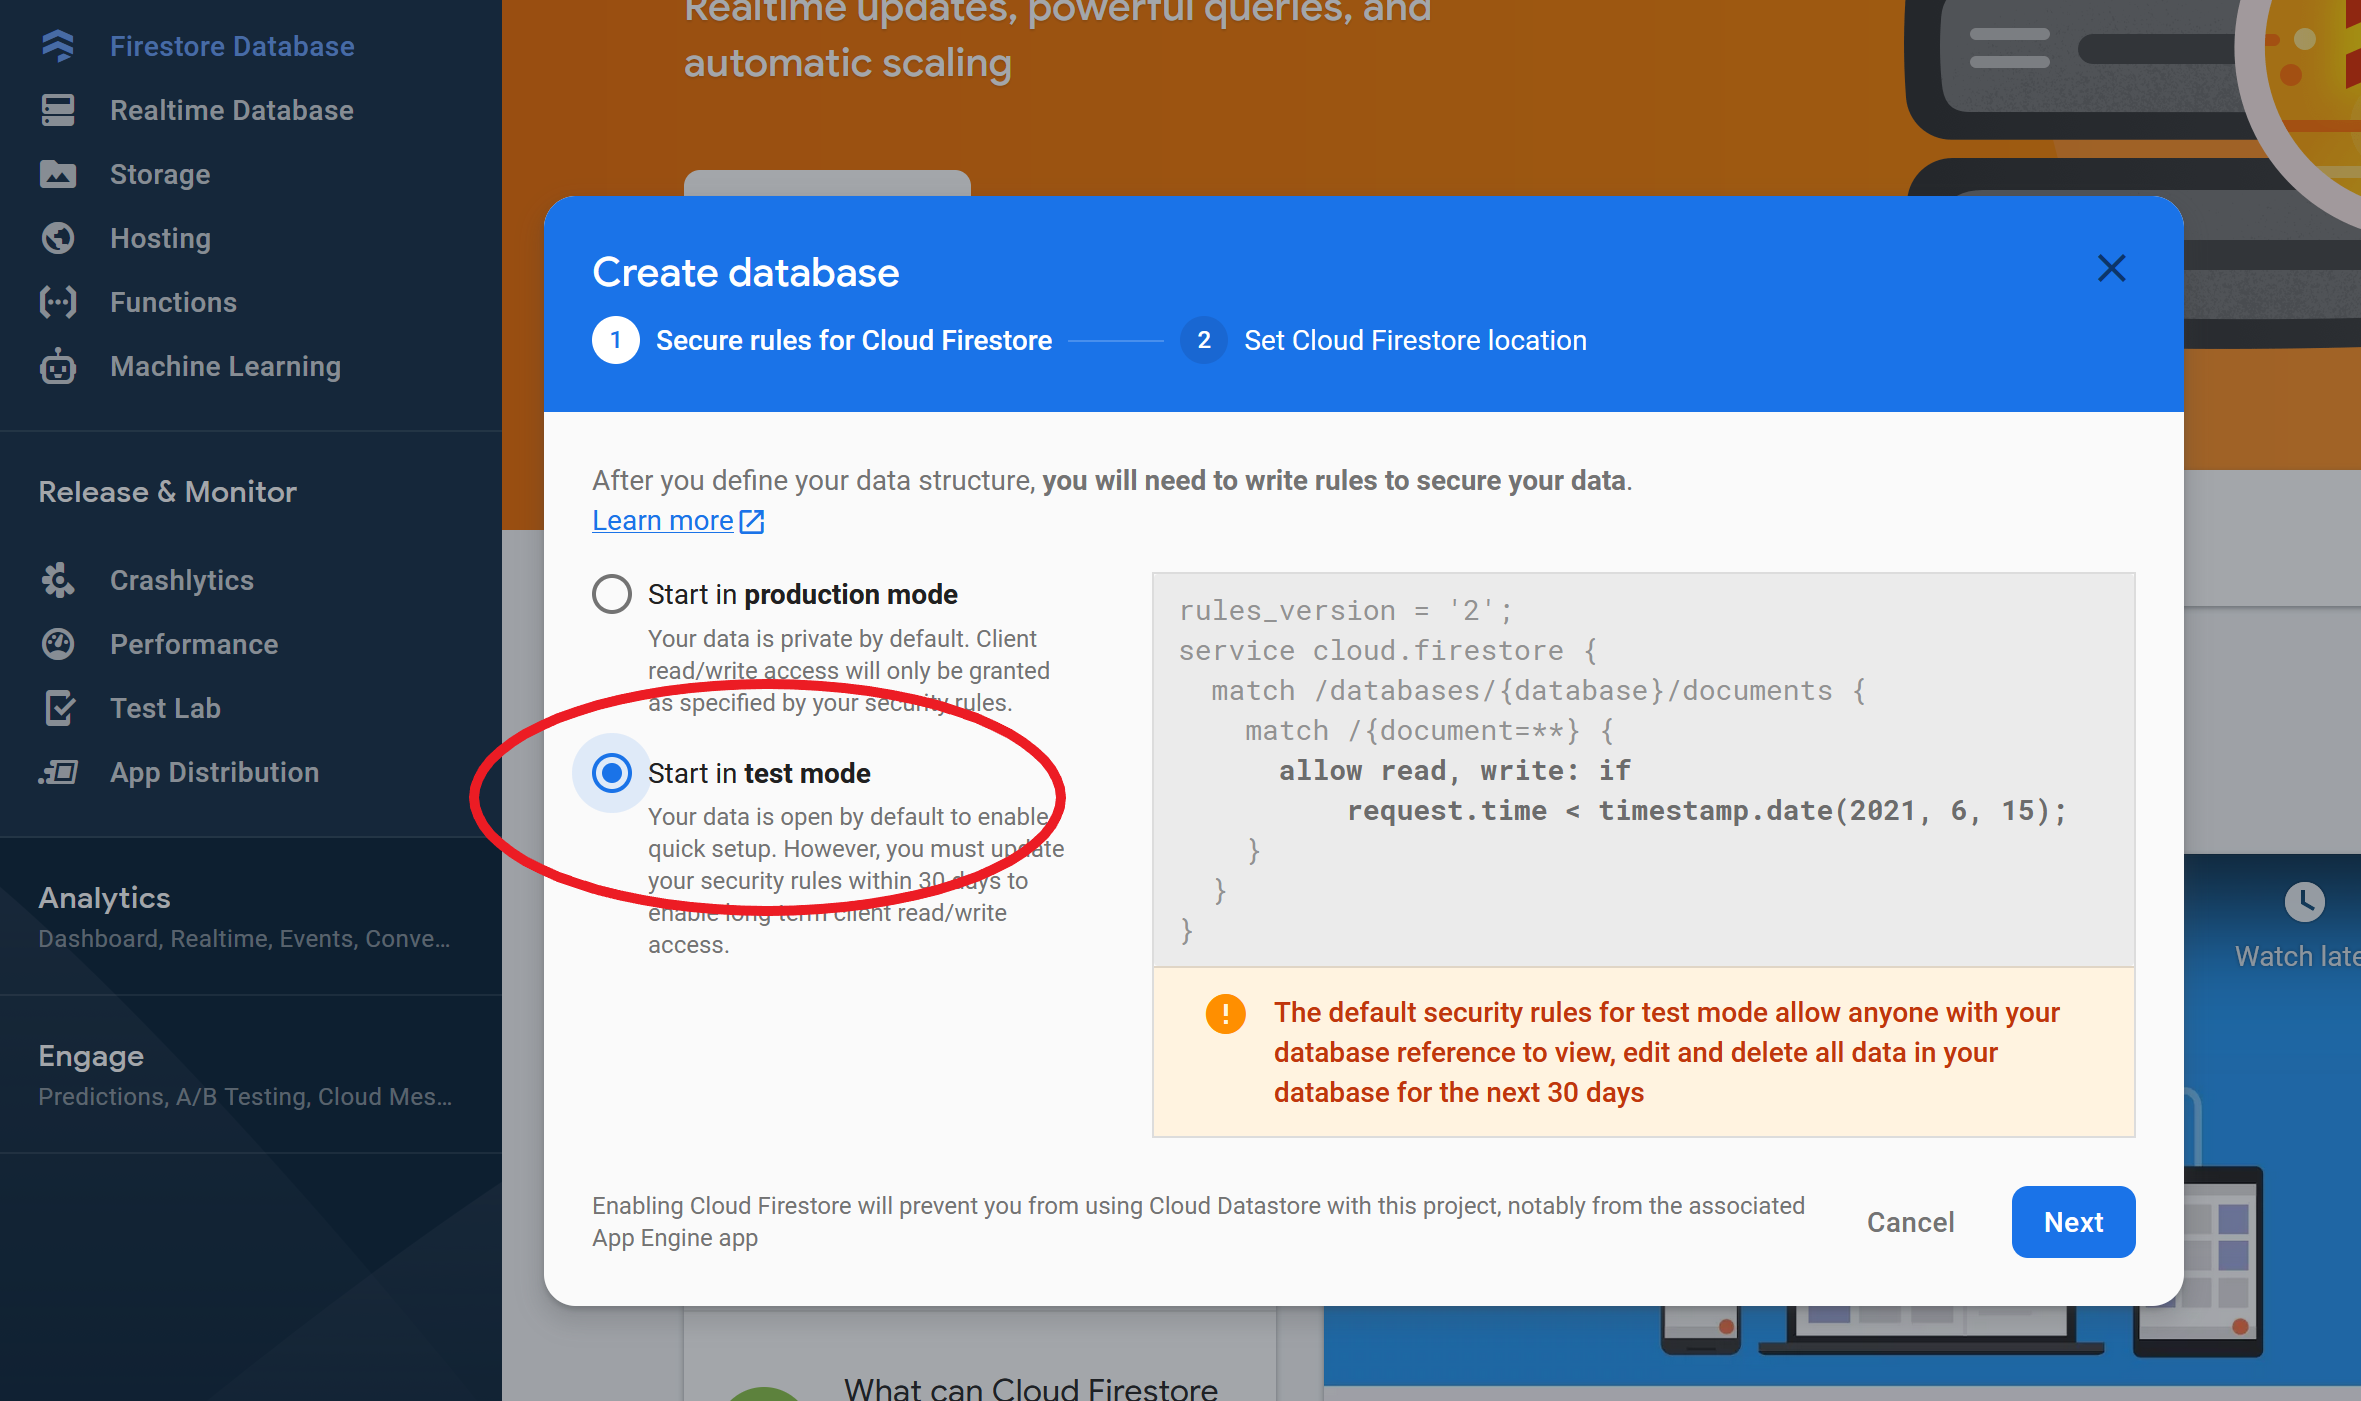 Firestore Database
Realtime Database
Storage
Hosting
Functions
Machine Learning
Release & Monitor
Crashlytics
Performance
Test Lab
App Distribution
Analytics
Dashboard, Realtime, Events, Conve...
Engage
Predictions, A/B Testing, Cloud Mes...
Realtime updates, powerful queries, and
automatic scaling
Create database
1 Secure rules for Cloud Firestore
2 Set Cloud Firestore location
After you define your data structure, you will need to write rules to secure your data.
Learn more
Start in production mode
Your data is private by default. Client
read/write access will only be granted
as specified by your security rules.
Start in test mode
Your data is open by default to enable
quick setup. However, you must update
your security rules within 30 days to
enable long-term client read/write
access.
rules_version = '2';
service cloud.firestore {
match /databases/{database}/documents {
match /{document=**} {
allow read, write: if
request.time < timestamp.date(2021, 6, 15);
}
}
}
! The default security rules for test mode allow anyone with your
database reference to view, edit and delete all data in your
database for the next 30 days
Enabling Cloud Firestore will prevent you from using Cloud Datastore with this project, notably from the associated
App Engine app
Cancel
Next
Watch late
What can Cloud Firestore